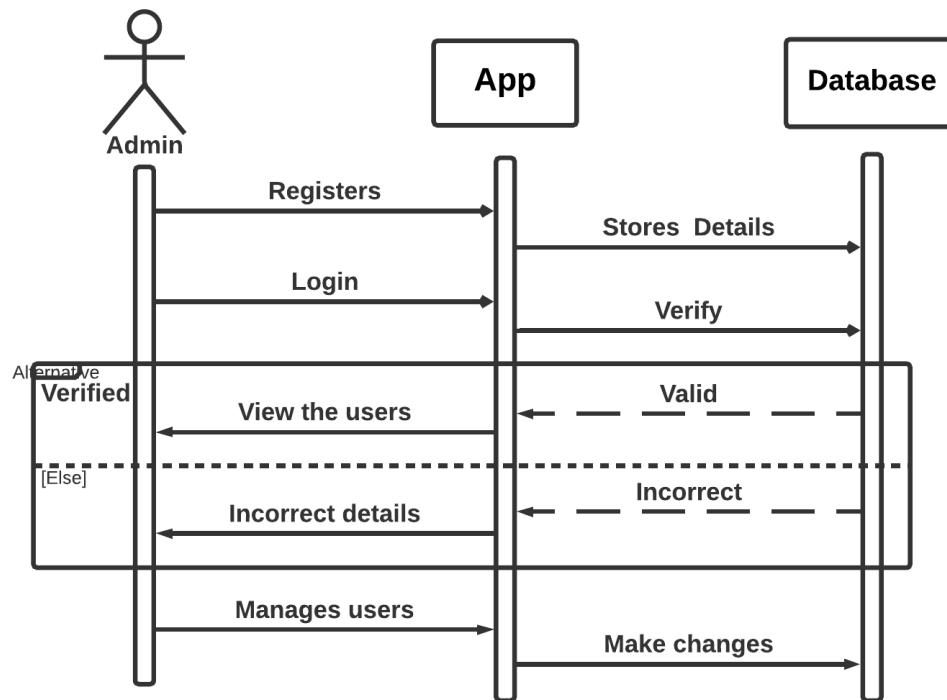 App
Database
Admin
Registers
Stores Details
Login
Verify
Alternative
Verified
Valid
View the users
[Else]
Incorrect
Incorrect details
Manages users
Make changes